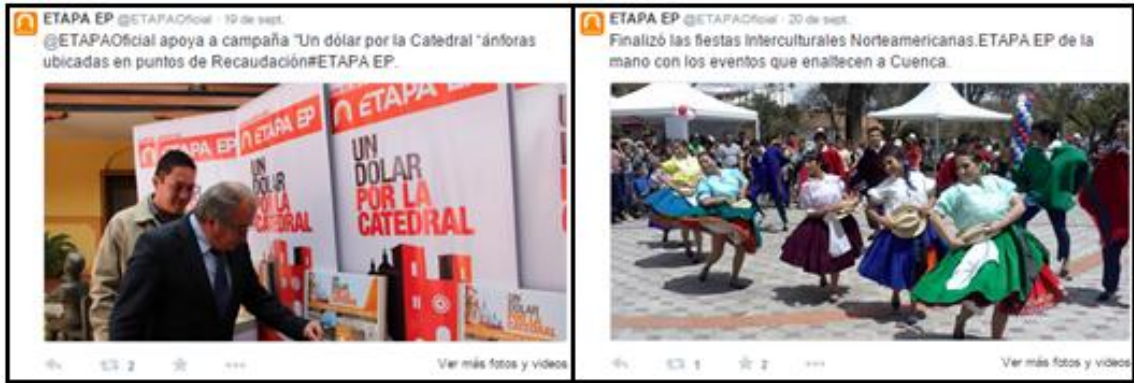 ETAPA EP @ETAPAOficial · 19 de sept.
@ETAPAOficial apoya a campaña "Un dólar por la Catedral "ánforas
ubicadas en puntos de Recaudación#ETAPA EP.
ETAPA EP
ETAPA EP
ETAPA EP
UN
DOLAR
POR LA
CATEDRAL
UN
DOLAR
POR LA
CATEDRAL
UN
DOLAR
POR LA
CATEDRAL
2
Ver más fotos y videos
ETAPA EP @ETAPAOficial · 20 de sept.
Finalizó las fiestas Interculturales Norteamericanas.ETAPA EP de la
mano con los eventos que enaltecen a Cuenca.
1 2
Ver más fotos y videos